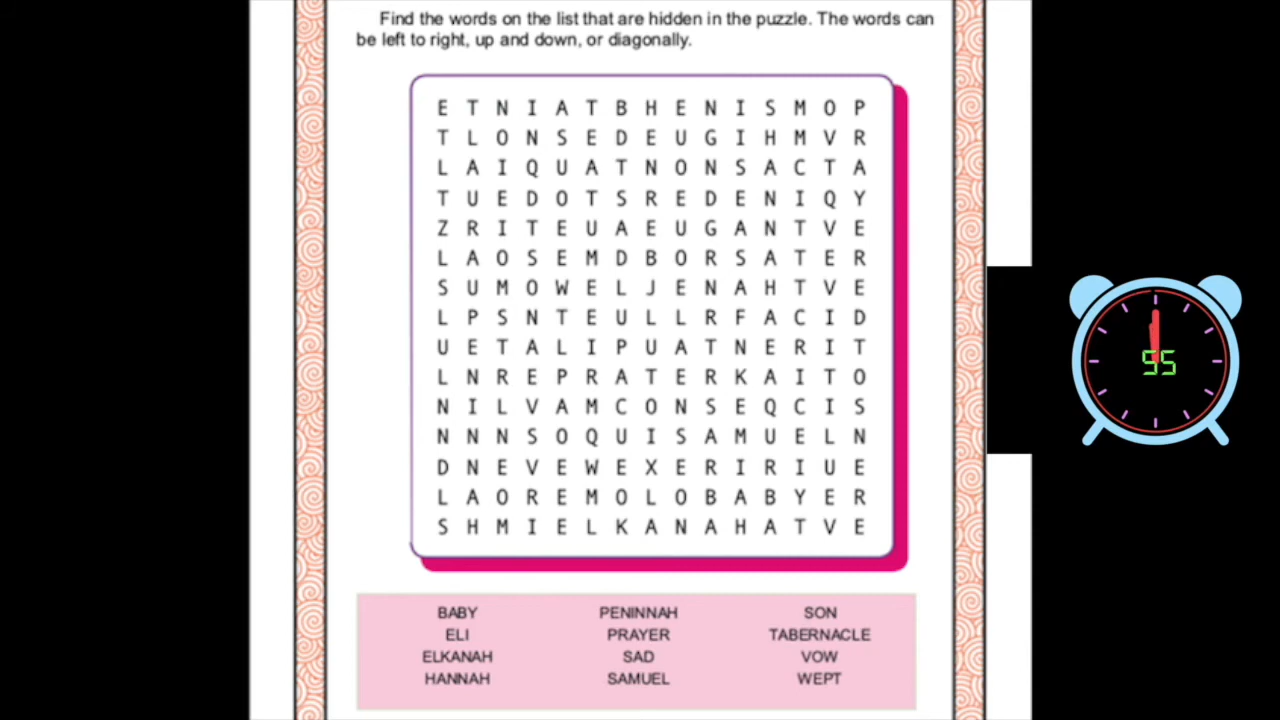 Find the words on the list that are hidden in the puzzle. The words can
be left to right, up and down, or diagonally.
E T N I A T B H E N I S M O P
T L O N S E D E U G I H M V R
L A I Q U A T N O N S A C T A
T U E D O T S R E D E N I Q Y
Z R I T E U A E U G A N T V E
L A O S E M D B O R S A T E R
S U M O W E L J E N A H T V E
L P S N T E U L L R F A C I D
U E T A L I P U A T N E R I T
L N R E P R A T E R K A I T O
N I L V A M C O N S E Q C I S
N N N S O Q U I S A M U E L N
D N E V E W E X E R I R I U E
L A O R E M O L O B A B Y E R
S H M I E L K A N A H A T V E
55
BABY PENINNAH SON
ELI PRAYER TABERNACLE
ELKANAH SAD VOW
HANNAH SAMUEL WEPT